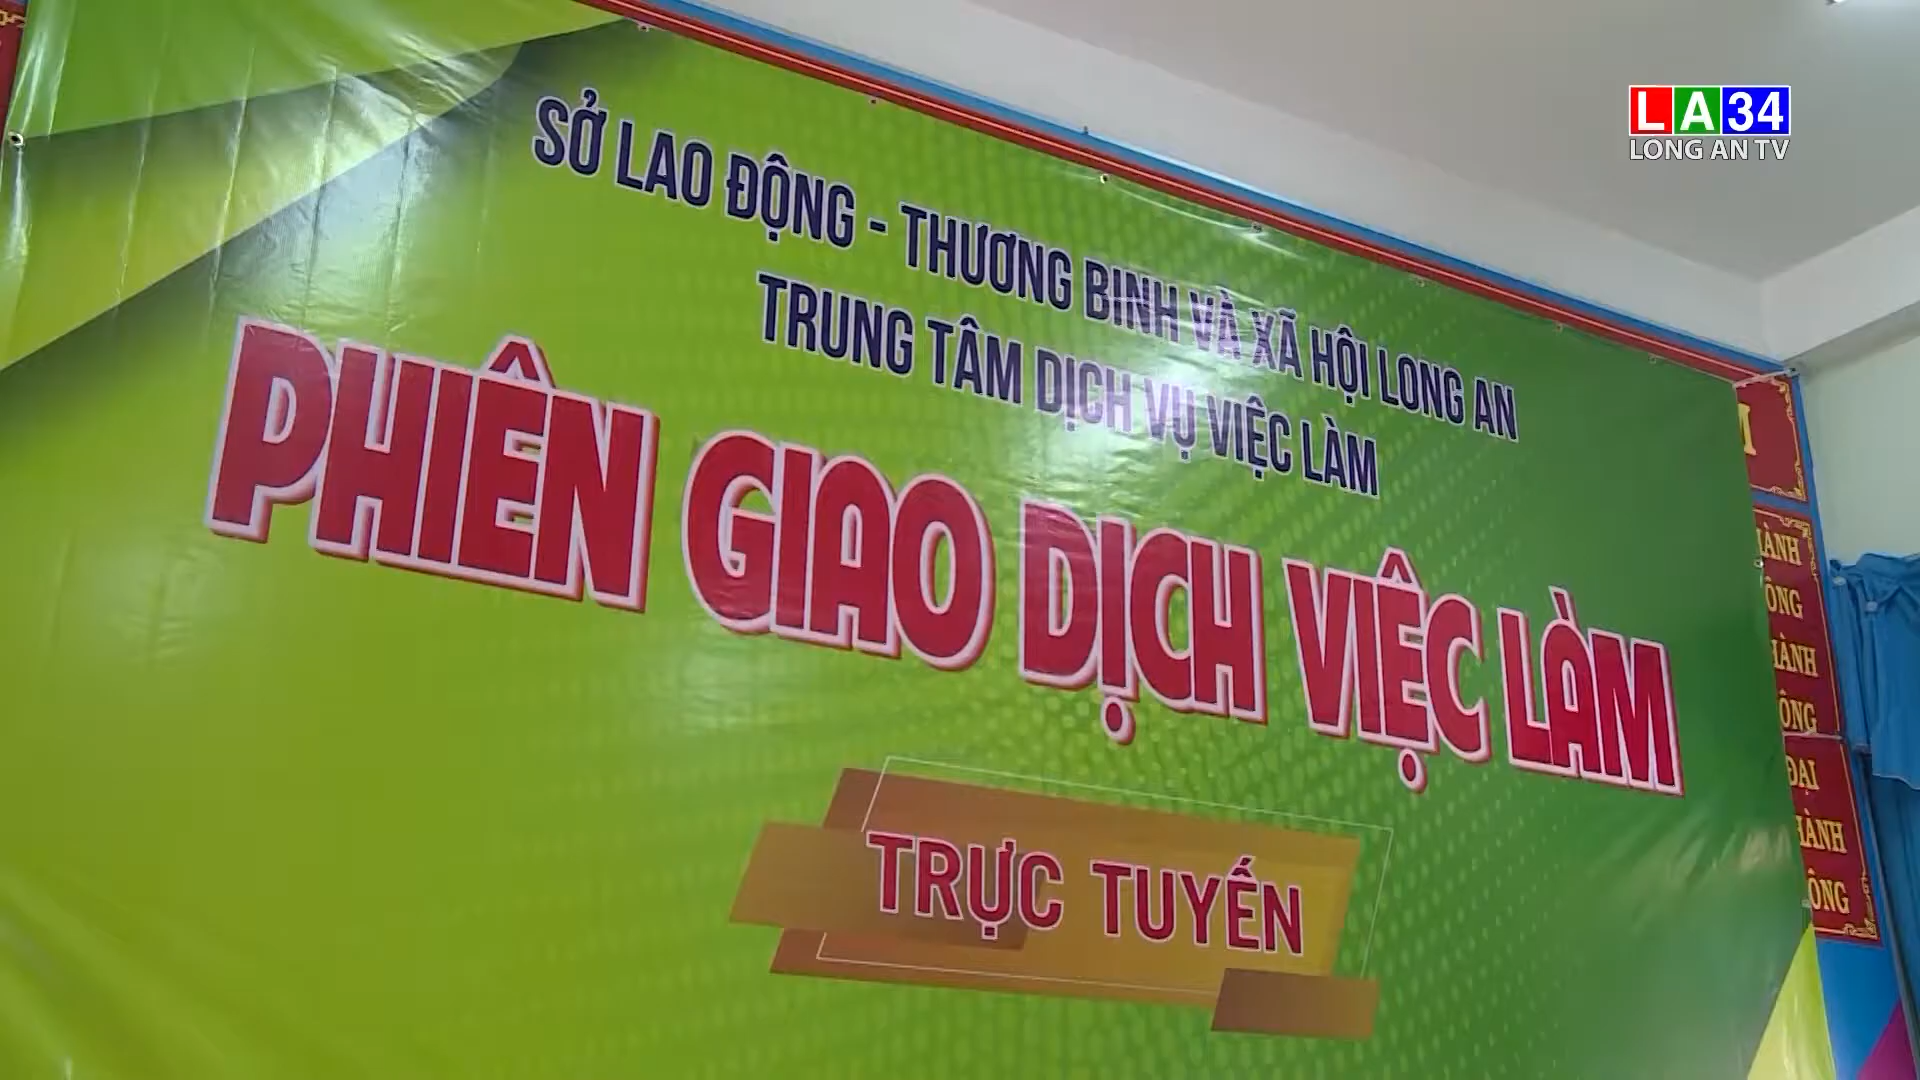 LA34
LONG AN TV
SỞ LAO ĐỘNG - THƯƠNG BINH VÀ XÃ HỘI LONG AN
TRUNG TÂM DỊCH VỤ VIỆC LÀM
PHIÊN GIAO DỊCH VIỆC LÀM
TRỰC TUYẾN
ĐẠI